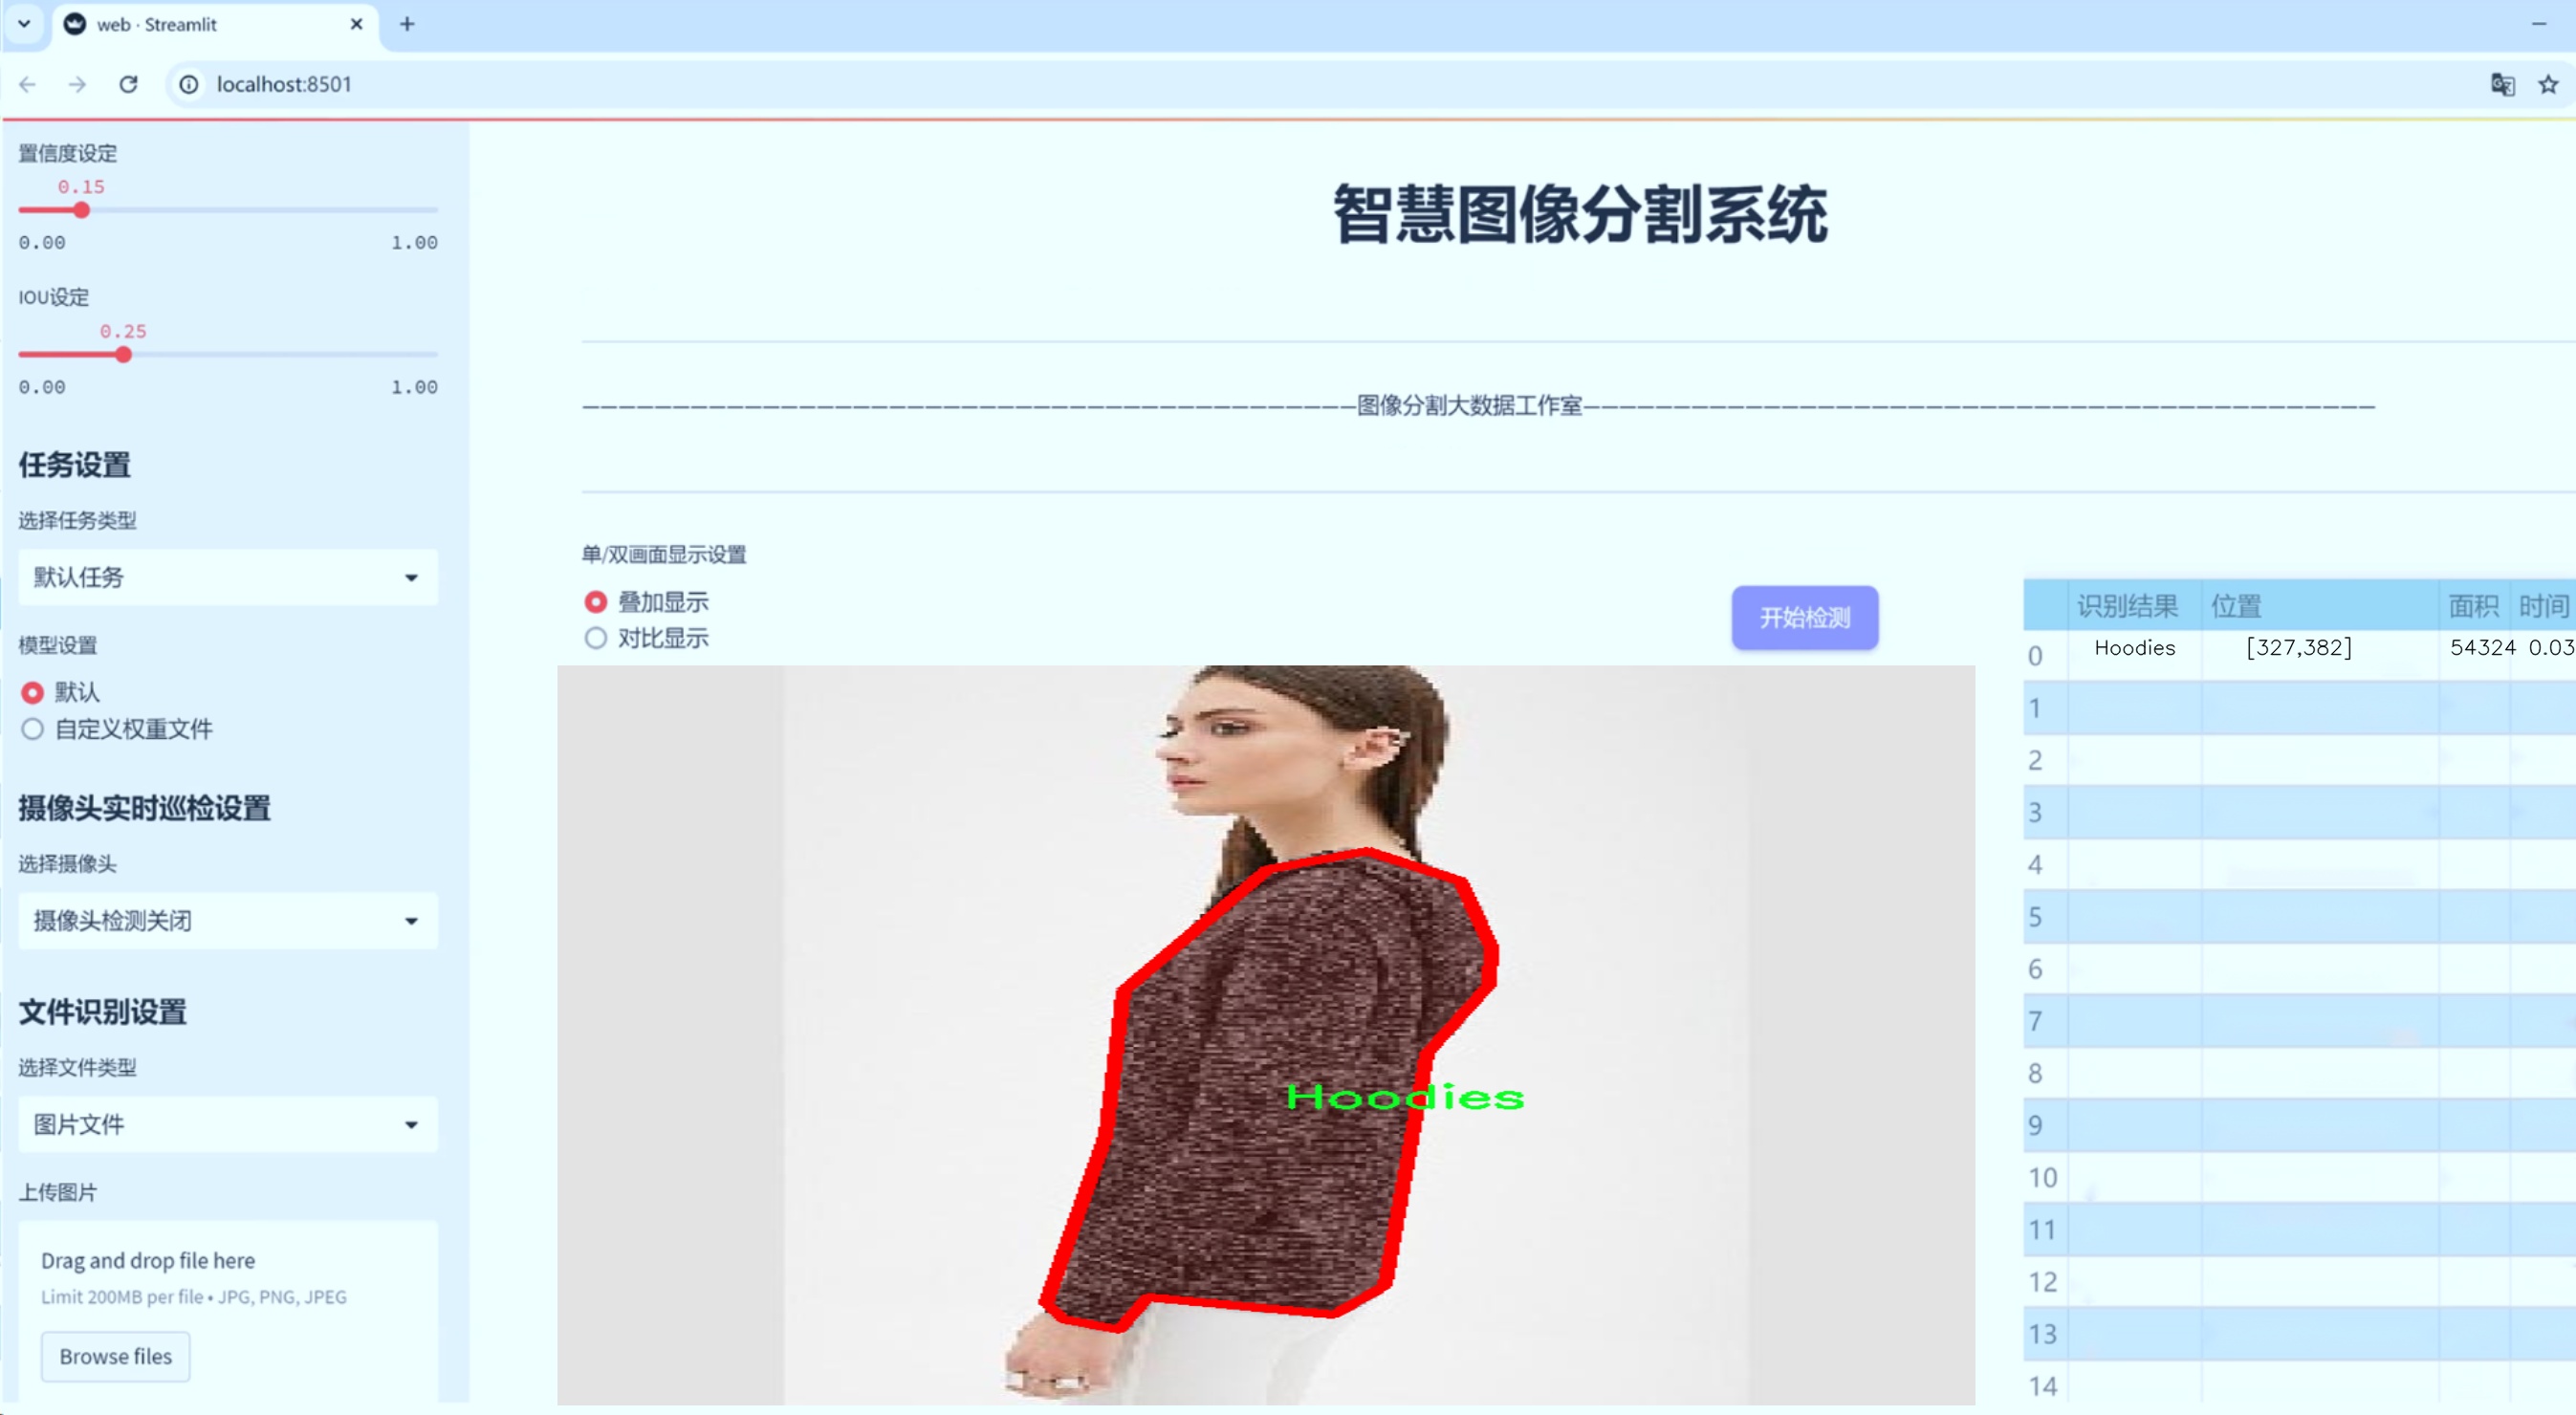 web · Streamlit
localhost:8501
置信度设定
0.15
0.00 1.00
IOU设定
0.25
0.00 1.00
任务设置
选择任务类型
默认任务
模型设置
默认
自定义权重文件
摄像头实时巡检设置
选择摄像头
摄像头检测关闭
文件识别设置
选择文件类型
图片文件
上传图片
Drag and drop file here
Limit 200MB per file • JPG, PNG, JPEG
Browse files
智慧图像分割系统
图像分割大数据工作室
单/双画面显示设置
叠加显示
对比显示
开始检测
Hoodies
识别结果 位置 面积 时间
0 Hoodies [327,382] 54324 0.03
1
2
3
4
5
6
7
8
9
10
11
12
13
14